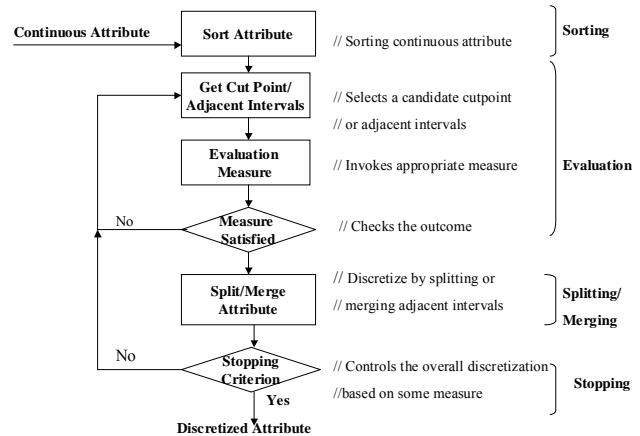 Continuous Attribute
Sort Attribute
// Sorting continuous attribute
Sorting
Get Cut Point/
Adjacent Intervals
// Selects a candidate cutpoint
// or adjacent intervals
Evaluation
Measure
// Invokes appropriate measure
Evaluation
No
Measure
Satisfied
// Checks the outcome
Split/Merge
Attribute
// Discretize by splitting or
// merging adjacent intervals
Splitting/
Merging
No
Stopping
Criterion
// Controls the overall discretization
//based on some measure
Stopping
Yes
Discretized Attribute